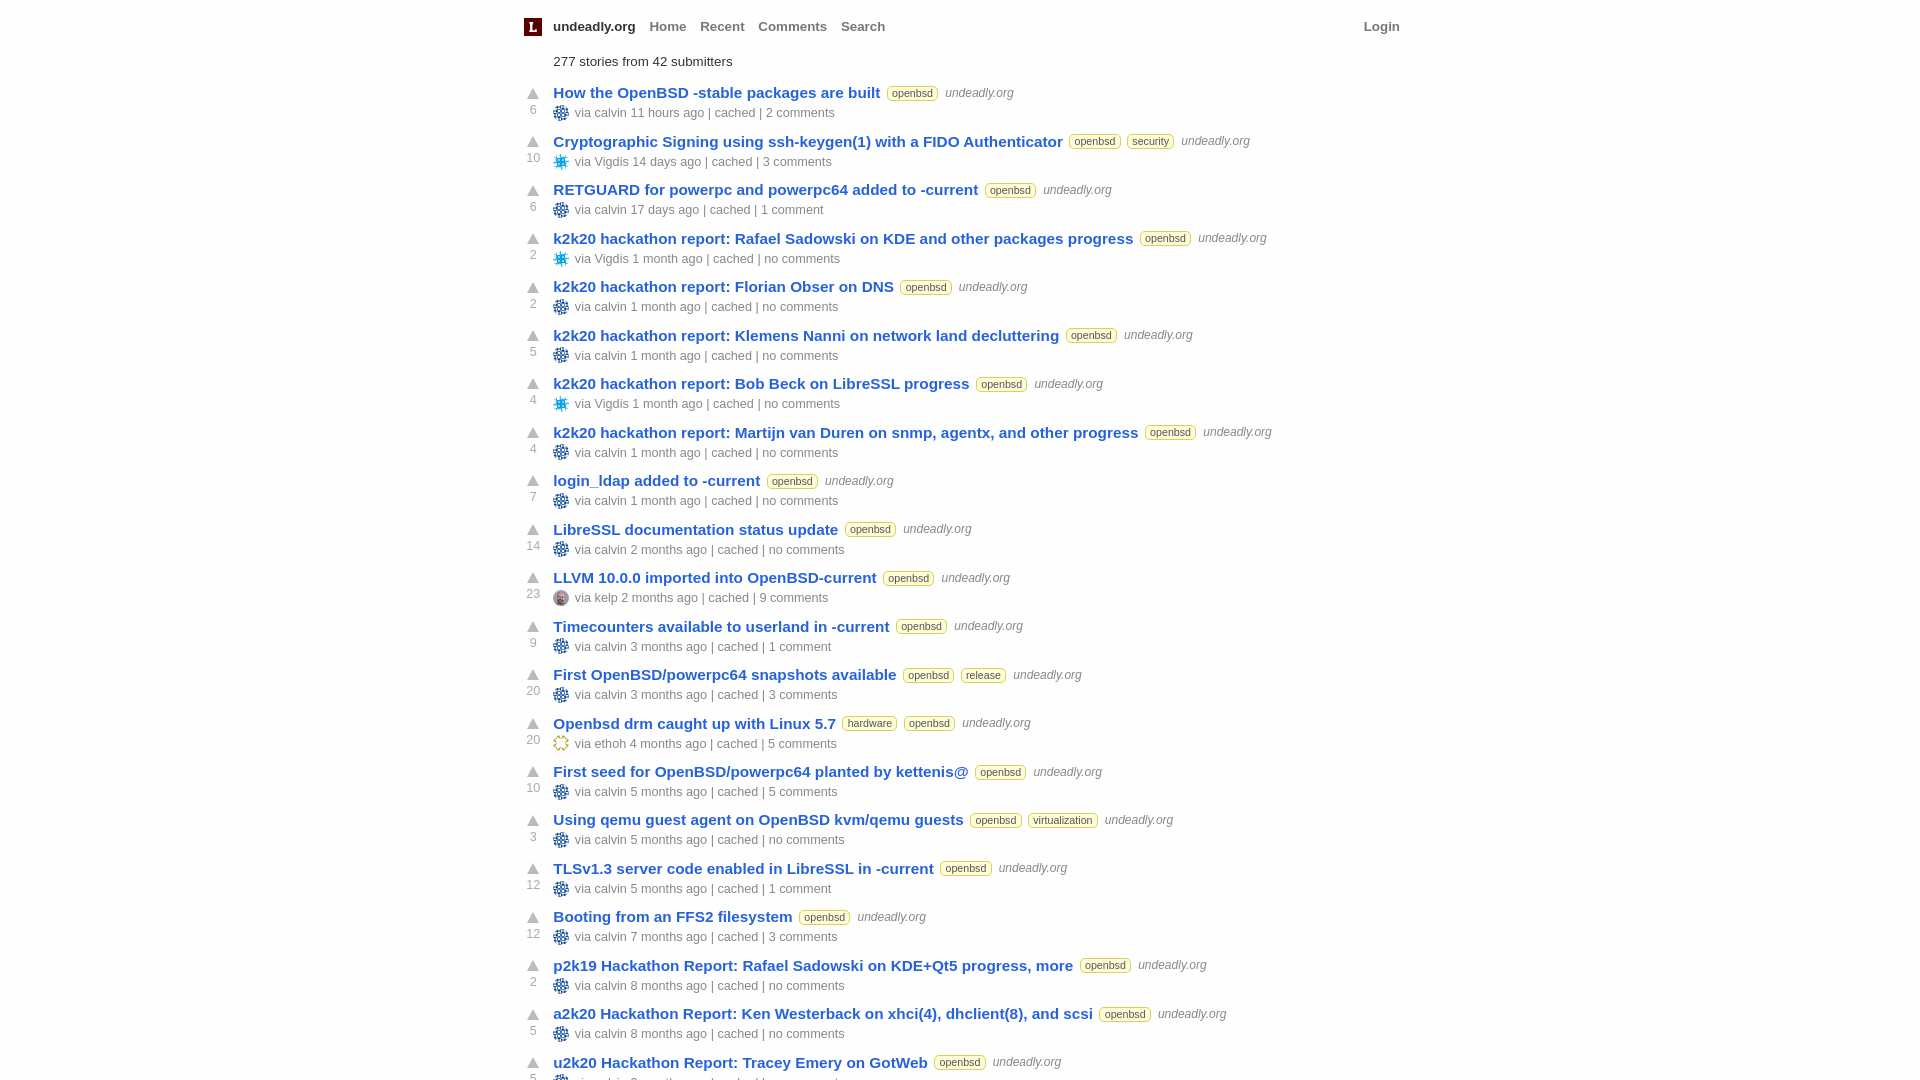 L undeadly.org Home Recent Comments Search Login
277 stories from 42 submitters
How the OpenBSD -stable packages are built openbsd undeadly.org
6 via calvin 11 hours ago | cached | 2 comments
Cryptographic Signing using ssh-keygen(1) with a FIDO Authenticator openbsd security undeadly.org
10 via Vigdis 14 days ago | cached | 3 comments
RETGUARD for powerpc and powerpc64 added to -current openbsd undeadly.org
6 via calvin 17 days ago | cached | 1 comment
k2k20 hackathon report: Rafael Sadowski on KDE and other packages progress openbsd undeadly.org
2 via Vigdis 1 month ago | cached | no comments
k2k20 hackathon report: Florian Obser on DNS openbsd undeadly.org
2 via calvin 1 month ago | cached | no comments
k2k20 hackathon report: Klemens Nanni on network land decluttering openbsd undeadly.org
5 via calvin 1 month ago | cached | no comments
k2k20 hackathon report: Bob Beck on LibreSSL progress openbsd undeadly.org
4 via Vigdis 1 month ago | cached | no comments
k2k20 hackathon report: Martijn van Duren on snmp, agentx, and other progress openbsd undeadly.org
4 via calvin 1 month ago | cached | no comments
login_ldap added to -current openbsd undeadly.org
7 via calvin 1 month ago | cached | no comments
LibreSSL documentation status update openbsd undeadly.org
14 via calvin 2 months ago | cached | no comments
LLVM 10.0.0 imported into OpenBSD-current openbsd undeadly.org
23 via kelp 2 months ago | cached | 9 comments
Timecounters available to userland in -current openbsd undeadly.org
9 via calvin 3 months ago | cached | 1 comment
First OpenBSD/powerpc64 snapshots available openbsd release undeadly.org
20 via calvin 3 months ago | cached | 3 comments
Openbsd drm caught up with Linux 5.7 hardware openbsd undeadly.org
20 via ethoh 4 months ago | cached | 5 comments
First seed for OpenBSD/powerpc64 planted by kettenis@ openbsd undeadly.org
10 via calvin 5 months ago | cached | 5 comments
Using qemu guest agent on OpenBSD kvm/qemu guests openbsd virtualization undeadly.org
3 via calvin 5 months ago | cached | no comments
TLSv1.3 server code enabled in LibreSSL in -current openbsd undeadly.org
12 via calvin 5 months ago | cached | 1 comment
Booting from an FFS2 filesystem openbsd undeadly.org
12 via calvin 7 months ago | cached | 3 comments
p2k19 Hackathon Report: Rafael Sadowski on KDE+Qt5 progress, more openbsd undeadly.org
2 via calvin 8 months ago | cached | no comments
a2k20 Hackathon Report: Ken Westerback on xhci(4), dhclient(8), and scsi openbsd undeadly.org
5 via calvin 8 months ago | cached | no comments
u2k20 Hackathon Report: Tracey Emery on GotWeb openbsd undeadly.org